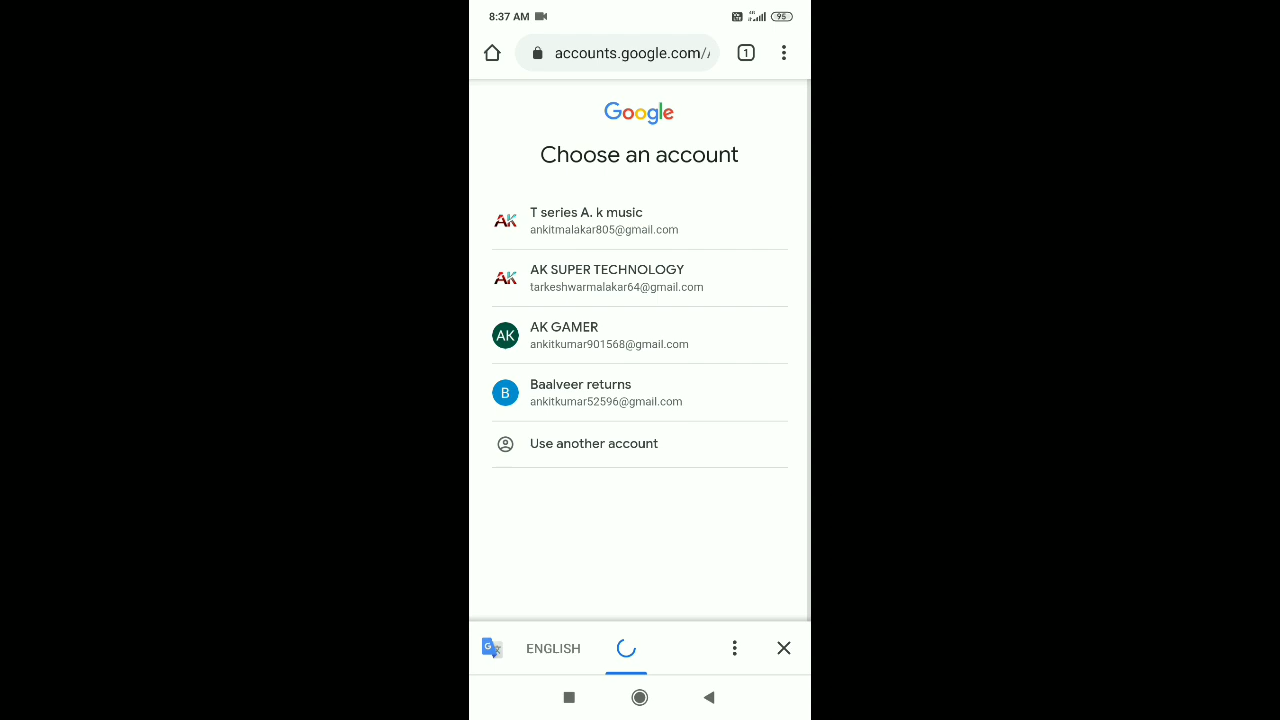 8:37 AM
95
accounts.google.com/
1
Google
Choose an account
AK
T series A. k music
ankitmalakar805@gmail.com
AK
AK SUPER TECHNOLOGY
tarkeshwarmalakar64@gmail.com
AK
AK GAMER
ankitkumar901568@gmail.com
B
Baalveer returns
ankitkumar52596@gmail.com
Use another account
ENGLISH